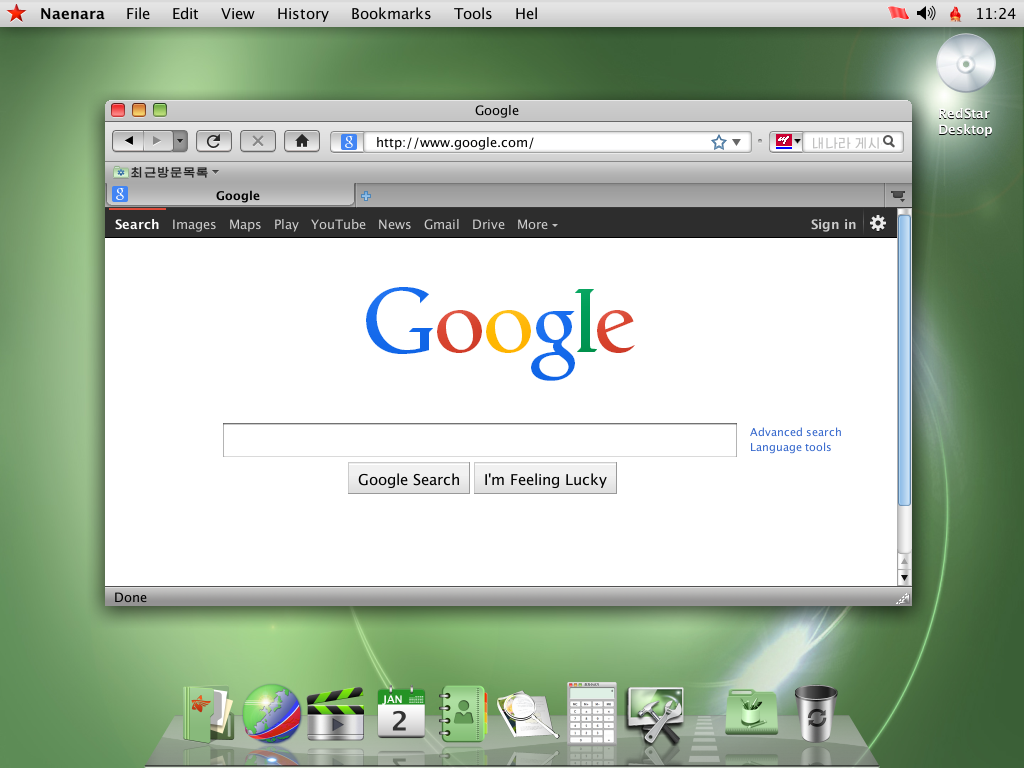 Naenara File Edit View History Bookmarks Tools Hel 11:24
RedStar
Desktop
Google
http://www.google.com/
내나라 게시
최근방문목록
Google
Search Images Maps Play YouTube News Gmail Drive More Sign in
Google
Advanced search
Language tools
Google Search I'm Feeling Lucky
Done
JAN
2